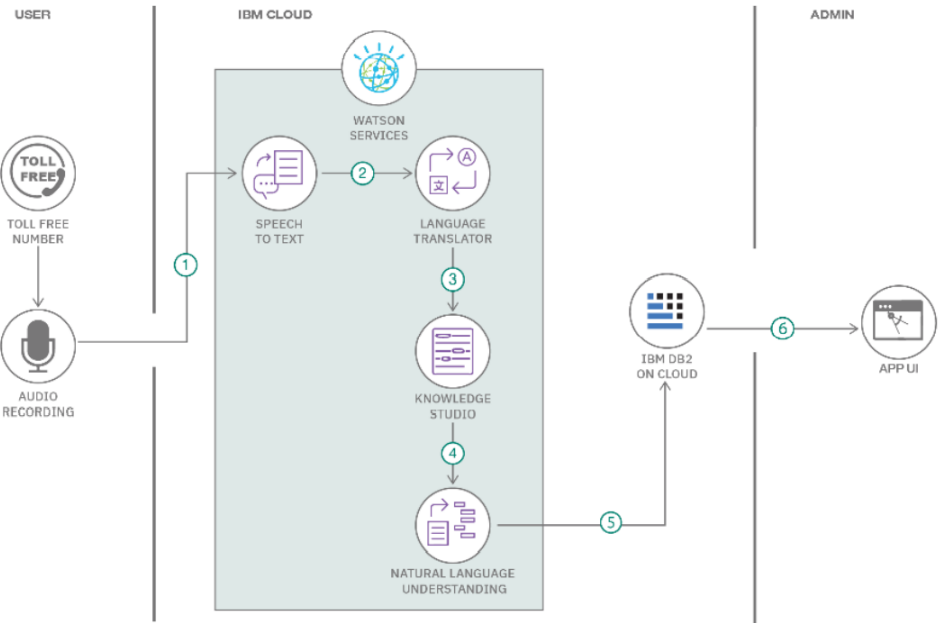 USER
IBM CLOUD
ADMIN
WATSON
SERVICES
TOLL
FREE
TOLL FREE
NUMBER
1
SPEECH
TO TEXT
2
A
文
LANGUAGE
TRANSLATOR
3
AUDIO
RECORDING
KNOWLEDGE
STUDIO
4
NATURAL LANGUAGE
UNDERSTANDING
5
IBM DB2
ON CLOUD
6
APP UI